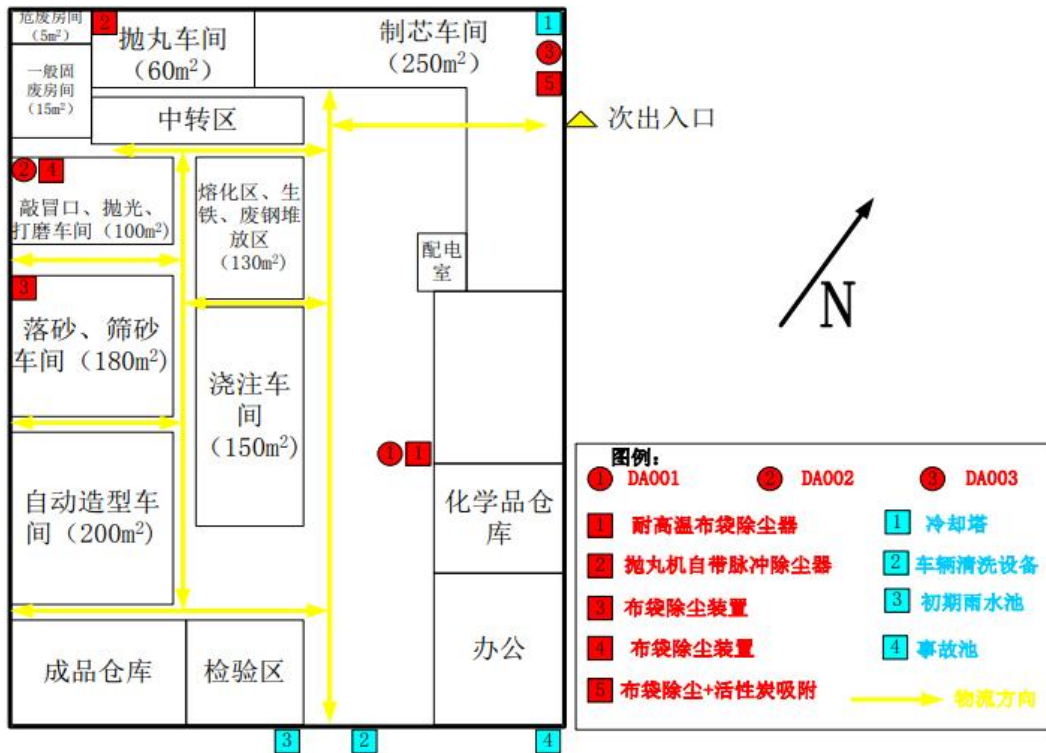 危废房间
(5m²)
2
抛丸车间
（60m²）
制芯车间
（250m²）
1
3
5
一般固
废房间
(15m²)
中转区
次出入口
2 4
敲冒口、抛光、
打磨车间（100m²）
熔化区、生
铁、废钢堆
放区
（130m²）
配电
室
N
3
落砂、筛砂
车间（180m²）
浇注车
间
（150m²）
1 1
自动造型车
间（200m²）
化学品仓
库
成品仓库
检验区
办公
3
2
4
图例：
1 DA001
2 DA002
3 DA003
1 耐高温布袋除尘器
1 冷却塔
2 抛丸机自带脉冲除尘器
2 车辆清洗设备
3 布袋除尘装置
3 初期雨水池
4 布袋除尘装置
4 事故池
5 布袋除尘+活性炭吸附
物流方向